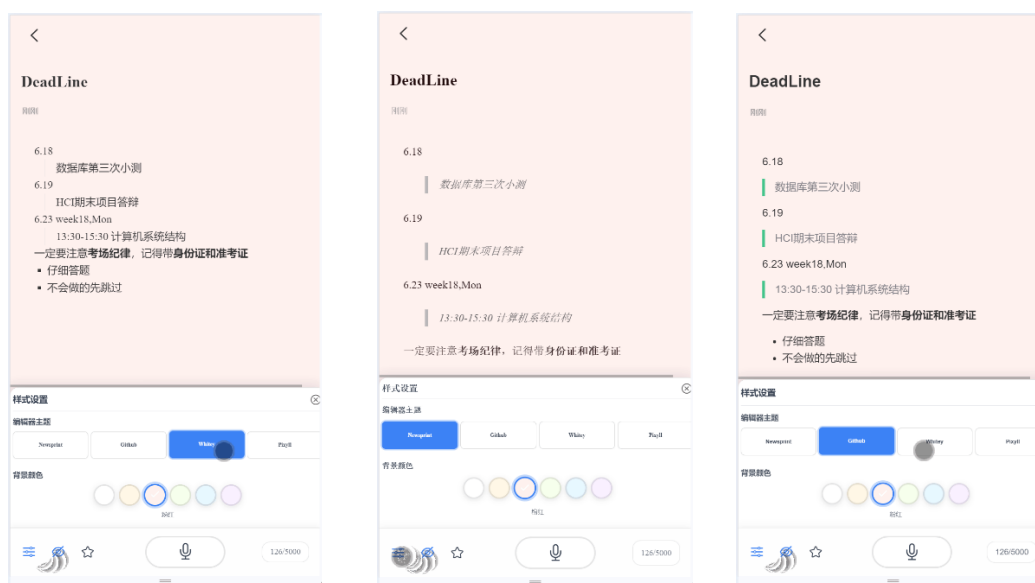 DeadLine
刚刚
6.18
数据库第三次小测
6.19
HCI期末项目答辩
6.23 week18,Mon
13:30-15:30 计算机系统结构
一定要注意考场纪律，记得带身份证和准考证
仔细答题
不会做的先跳过
样式设置
编辑器主题
Newsprint Github Whitey Pixyll
背景颜色
粉红
126/5000
DeadLine
刚刚
6.18
数据库第三次小测
6.19
HCI期末项目答辩
6.23 week18,Mon
13:30-15:30 计算机系统结构
一定要注意考场纪律，记得带身份证和准考证
样式设置
编辑器主题
Newsprint Github Whitey Pixyll
背景颜色
粉红
126/5000
DeadLine
刚刚
6.18
数据库第三次小测
6.19
HCI期末项目答辩
6.23 week18,Mon
13:30-15:30 计算机系统结构
一定要注意考场纪律，记得带身份证和准考证
仔细答题
不会做的先跳过
样式设置
编辑器主题
Newsprint Github Whitey Pixyll
背景颜色
粉红
126/5000